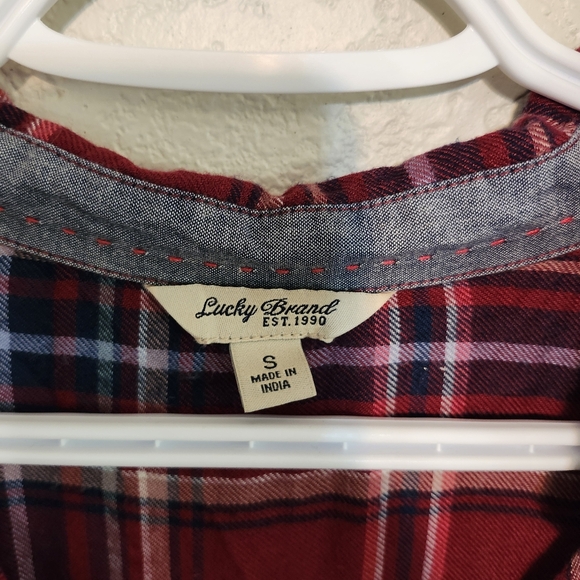 Lucky Brand
EST. 1990
S
MADE IN
INDIA